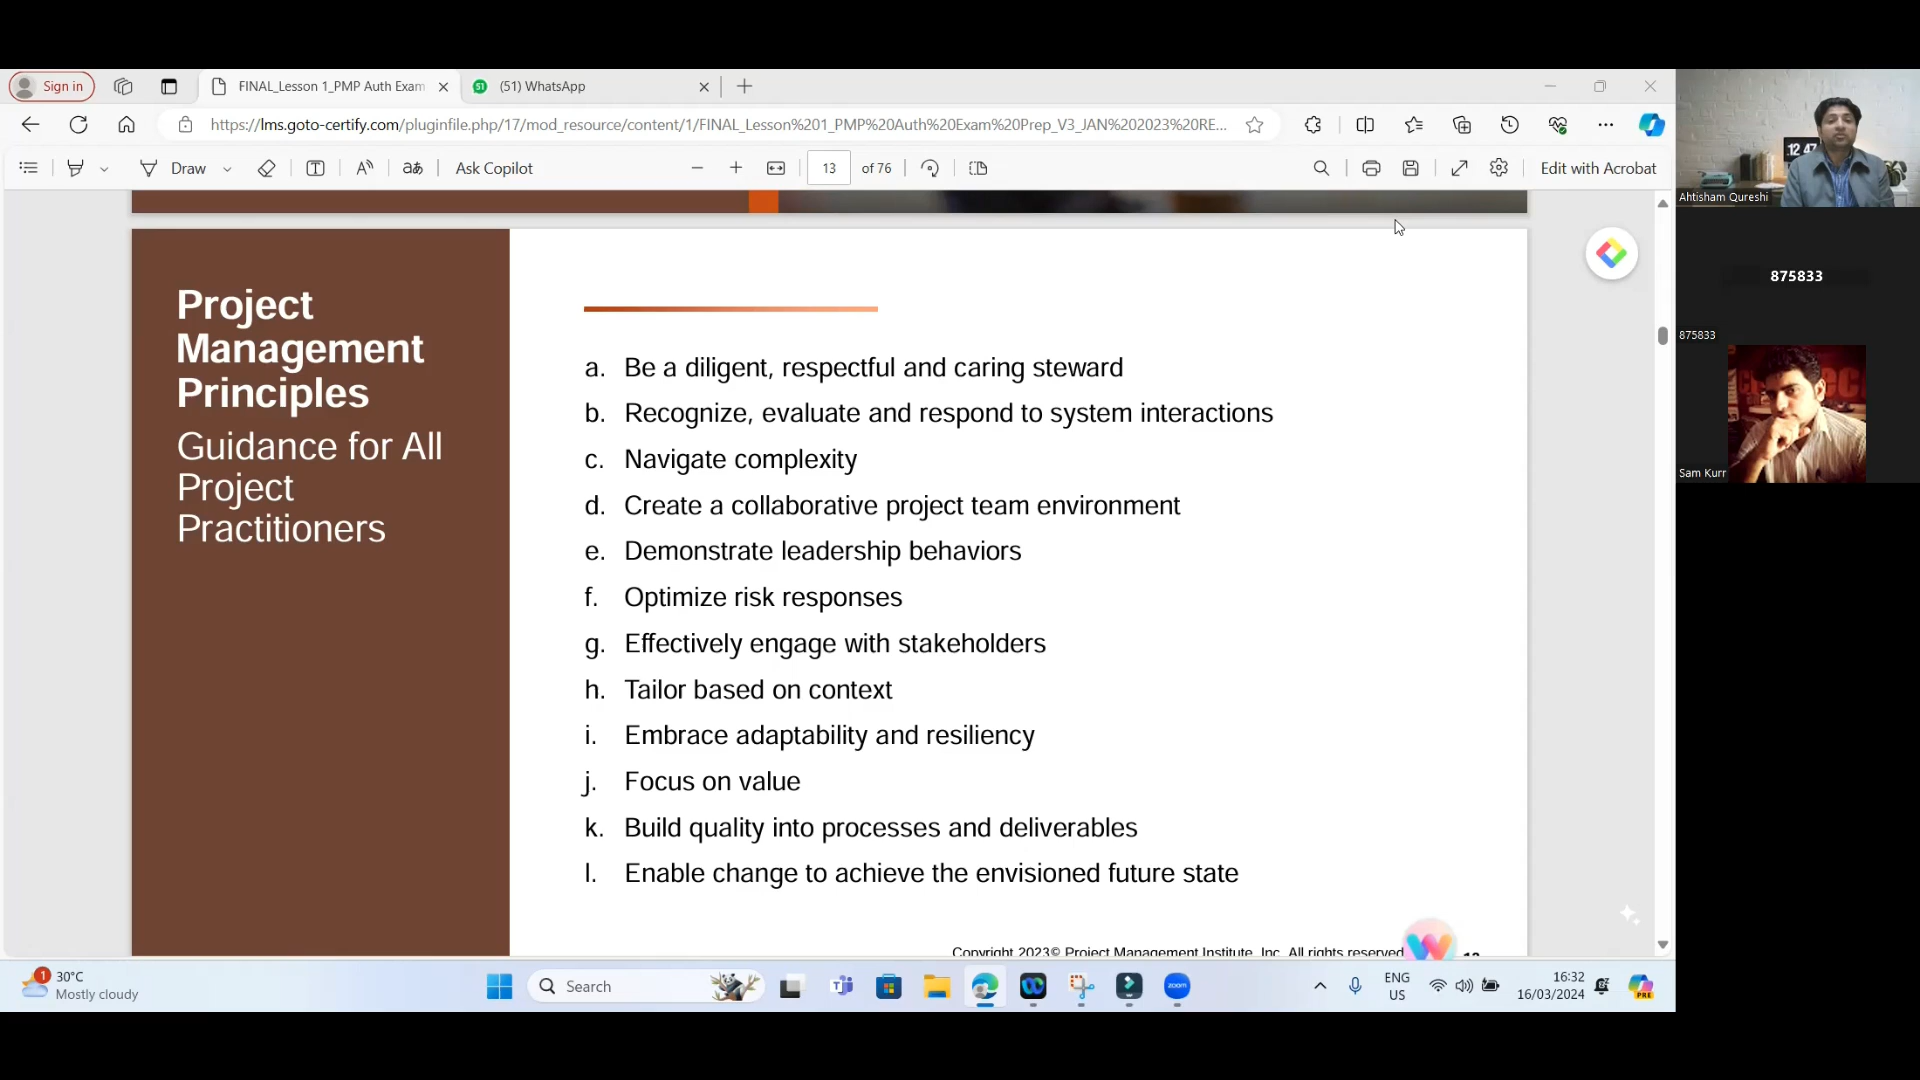 Sign in
FINAL_Lesson 1_PMP Auth Exam
51
(51) WhatsApp
https://lms.goto-certify.com/pluginfile.php/17/mod_resource/content/1/FINAL_Lesson%201_PMP%20Auth%20Exam%20Prep_V3_JAN%202023%20RE...
Draw
Ask Copilot
13
of 76
Edit with Acrobat
12 47
Ahtisham Qureshi
875833
875833
Sam Kurr
Project
Management
Principles
Guidance for All
Project
Practitioners
a. Be a diligent, respectful and caring steward
b. Recognize, evaluate and respond to system interactions
c. Navigate complexity
d. Create a collaborative project team environment
e. Demonstrate leadership behaviors
f. Optimize risk responses
g. Effectively engage with stakeholders
h. Tailor based on context
i. Embrace adaptability and resiliency
j. Focus on value
k. Build quality into processes and deliverables
l. Enable change to achieve the envisioned future state
Copyright 2023© Project Management Institute, Inc. All rights reserved
1
30°C
Mostly cloudy
Search
zoom
ENG
US
16:32
16/03/2024
PRE